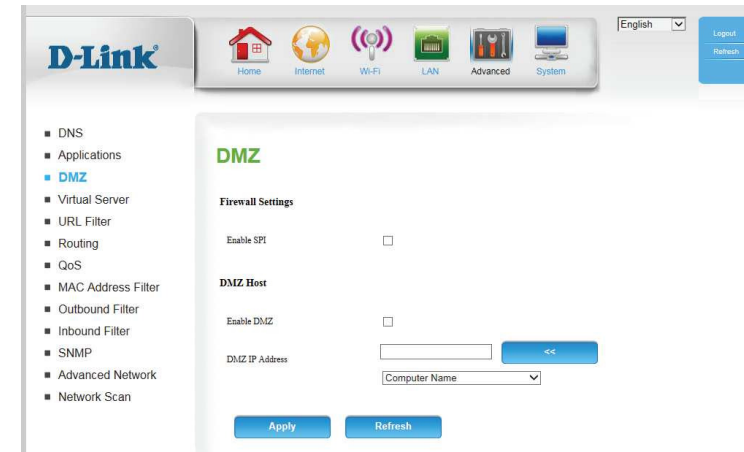 English
Logout
Refresh
D-Link
Home Internet Wi-Fi LAN Advanced System
DNS
Applications
DMZ
Virtual Server
URL Filter
Routing
QoS
MAC Address Filter
Outbound Filter
Inbound Filter
SNMP
Advanced Network
Network Scan
DMZ
Firewall Settings
Enable SPI
DMZ Host
Enable DMZ
DMZ IP Address <<
Computer Name
Apply Refresh